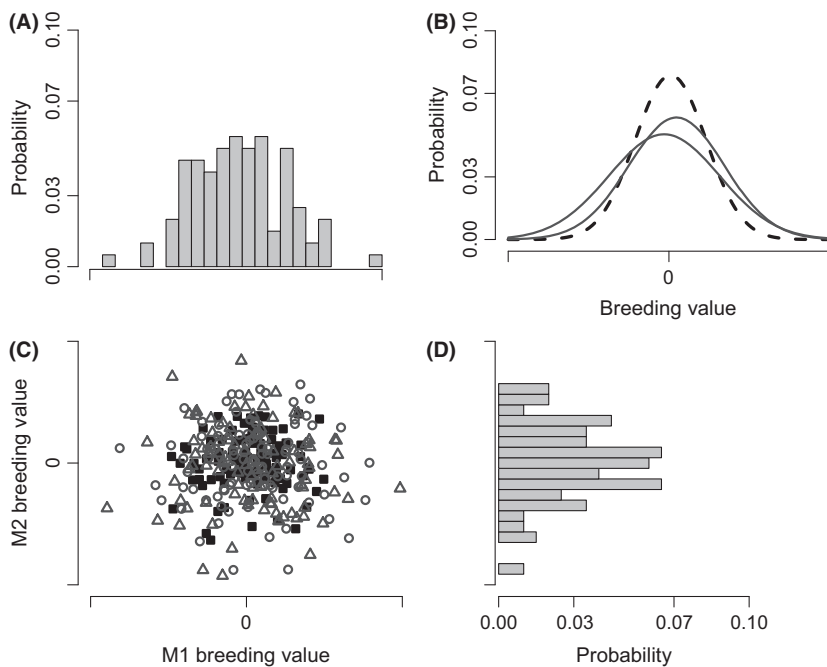 (A)
Probability
0.10
0.07
0.03
0.00
(B)
Probability
0.10
0.07
0.03
0.00
0
Breeding value
(C)
M2 breeding value
0
0
M1 breeding value
(D)
0.00 0.03 0.07 0.10
Probability